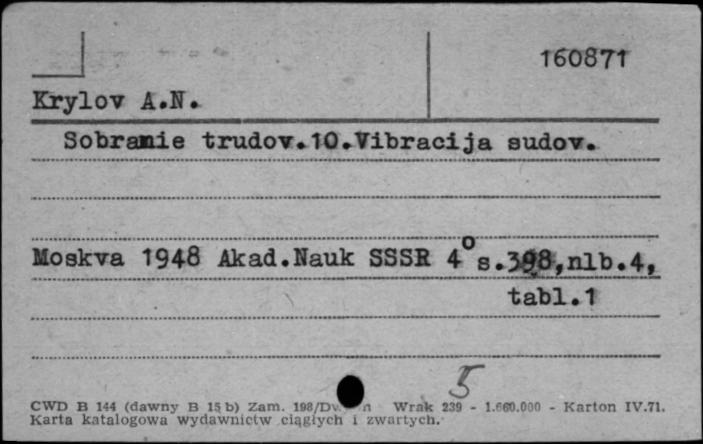 160871
Krylov A.N.
Sobranie trudov.10.Vibracija sudov.
Moskva 1948 Akad.Nauk SSSR 4° s.398,nlb.4,
tabl.1
5
CWD B 144 (dawny B 15 b) Zam. 198/Dw. Wrak 239 - 1.660.000 - Karton IV.71.
Karta katalogowa wydawnictw ciągłych i zwartych.